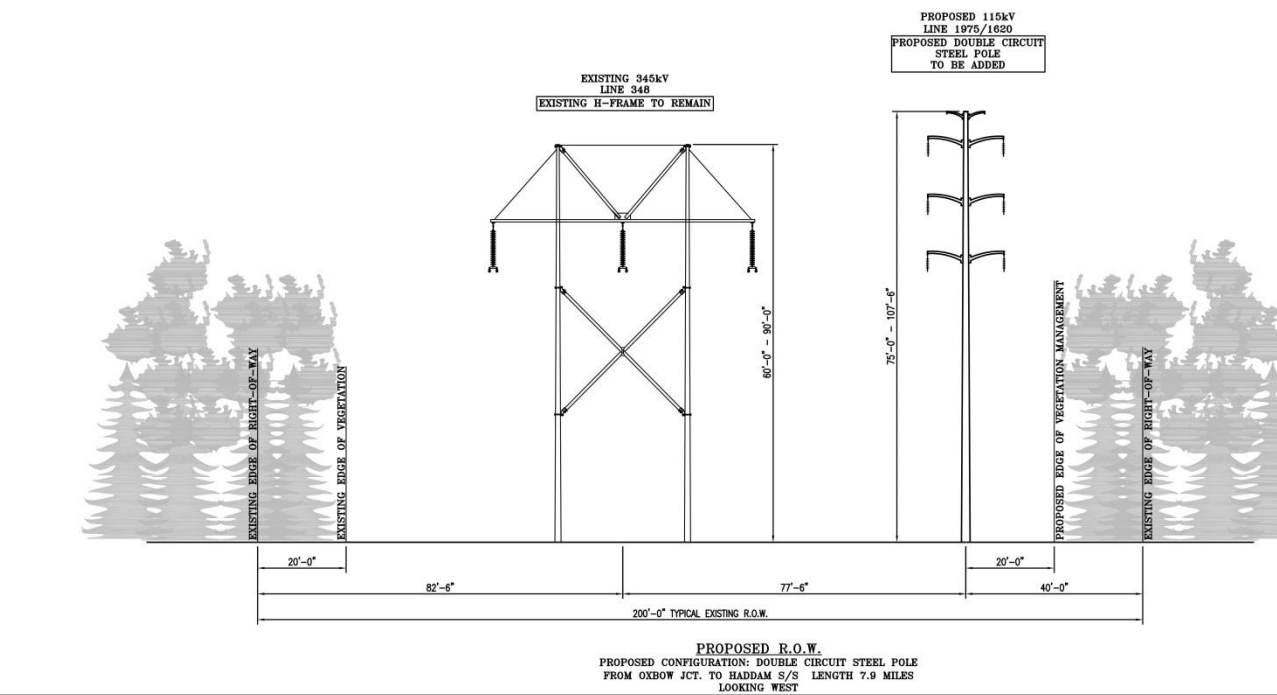 PROPOSED 115kV
LINE 1975/1620
PROPOSED DOUBLE CIRCUIT
STEEL POLE
TO BE ADDED
EXISTING 345kV
LINE 348
EXISTING H-FRAME TO REMAIN
60'-0" - 90'-0"
75'-0" - 107'-6"
EXISTING EDGE OF RIGHT-OF-WAY
EXISTING EDGE OF VEGETATION
PROPOSED EDGE OF VEGETATION MANAGEMENT
EXISTING EDGE OF RIGHT-OF-WAY
20'-0"
20'-0"
82'-6"
77'-6"
40'-0"
200'-0" TYPICAL EXISTING R.O.W.
PROPOSED R.O.W.
PROPOSED CONFIGURATION: DOUBLE CIRCUIT STEEL POLE
FROM OXBOW JCT. TO HADDAM S/S LENGTH 7.9 MILES
LOOKING WEST